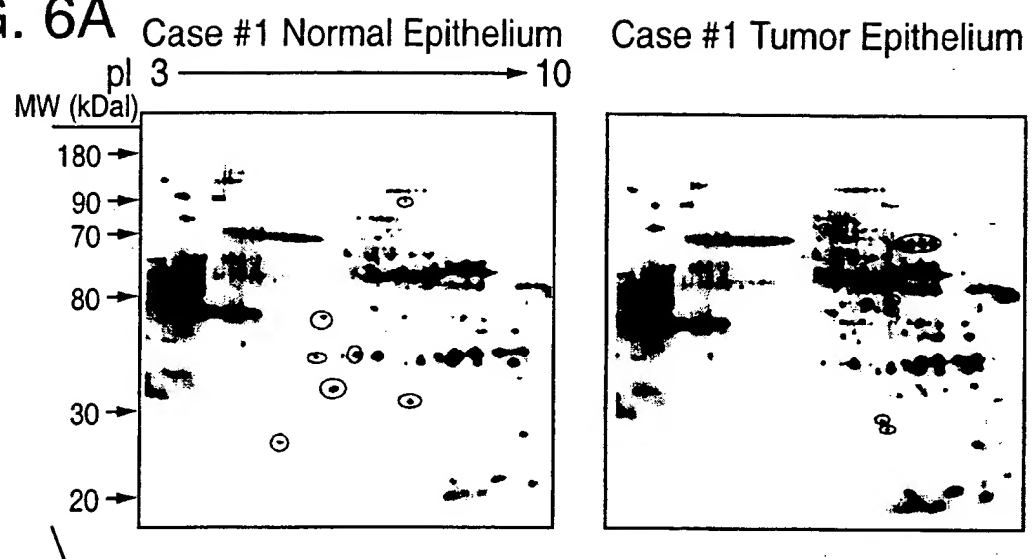 6A
Case #1 Normal Epithelium
Case #1 Tumor Epithelium
pI 3 10
MW (kDal)
180
90
70
80
30
20